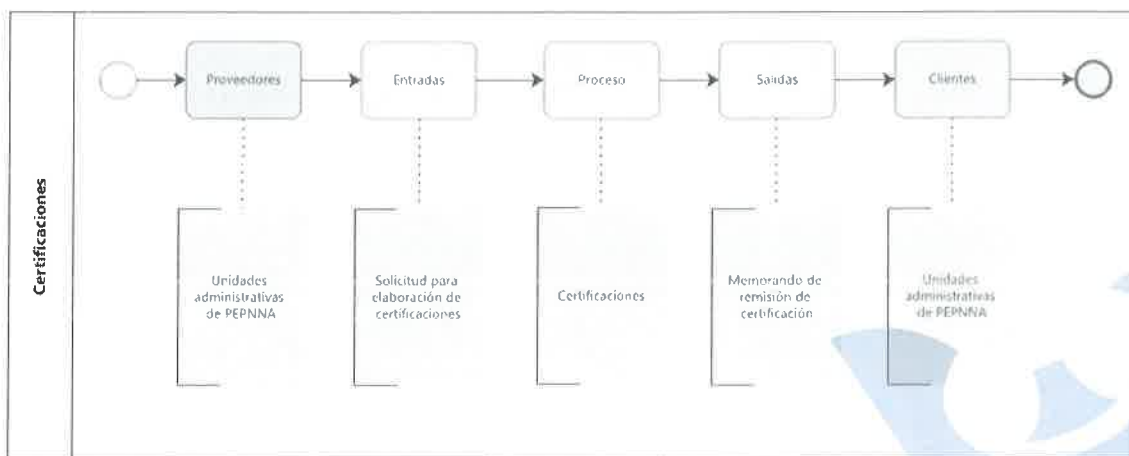 Certificaciones
Proveedores
Entradas
Proceso
Salidas
Clientes
Unidades
administrativas
de PEPNNA
Solicitud para
elaboración de
certificaciones
Certificaciones
Memorando de
remisión de
certificación
Unidades
administrativas
de PEPNNA